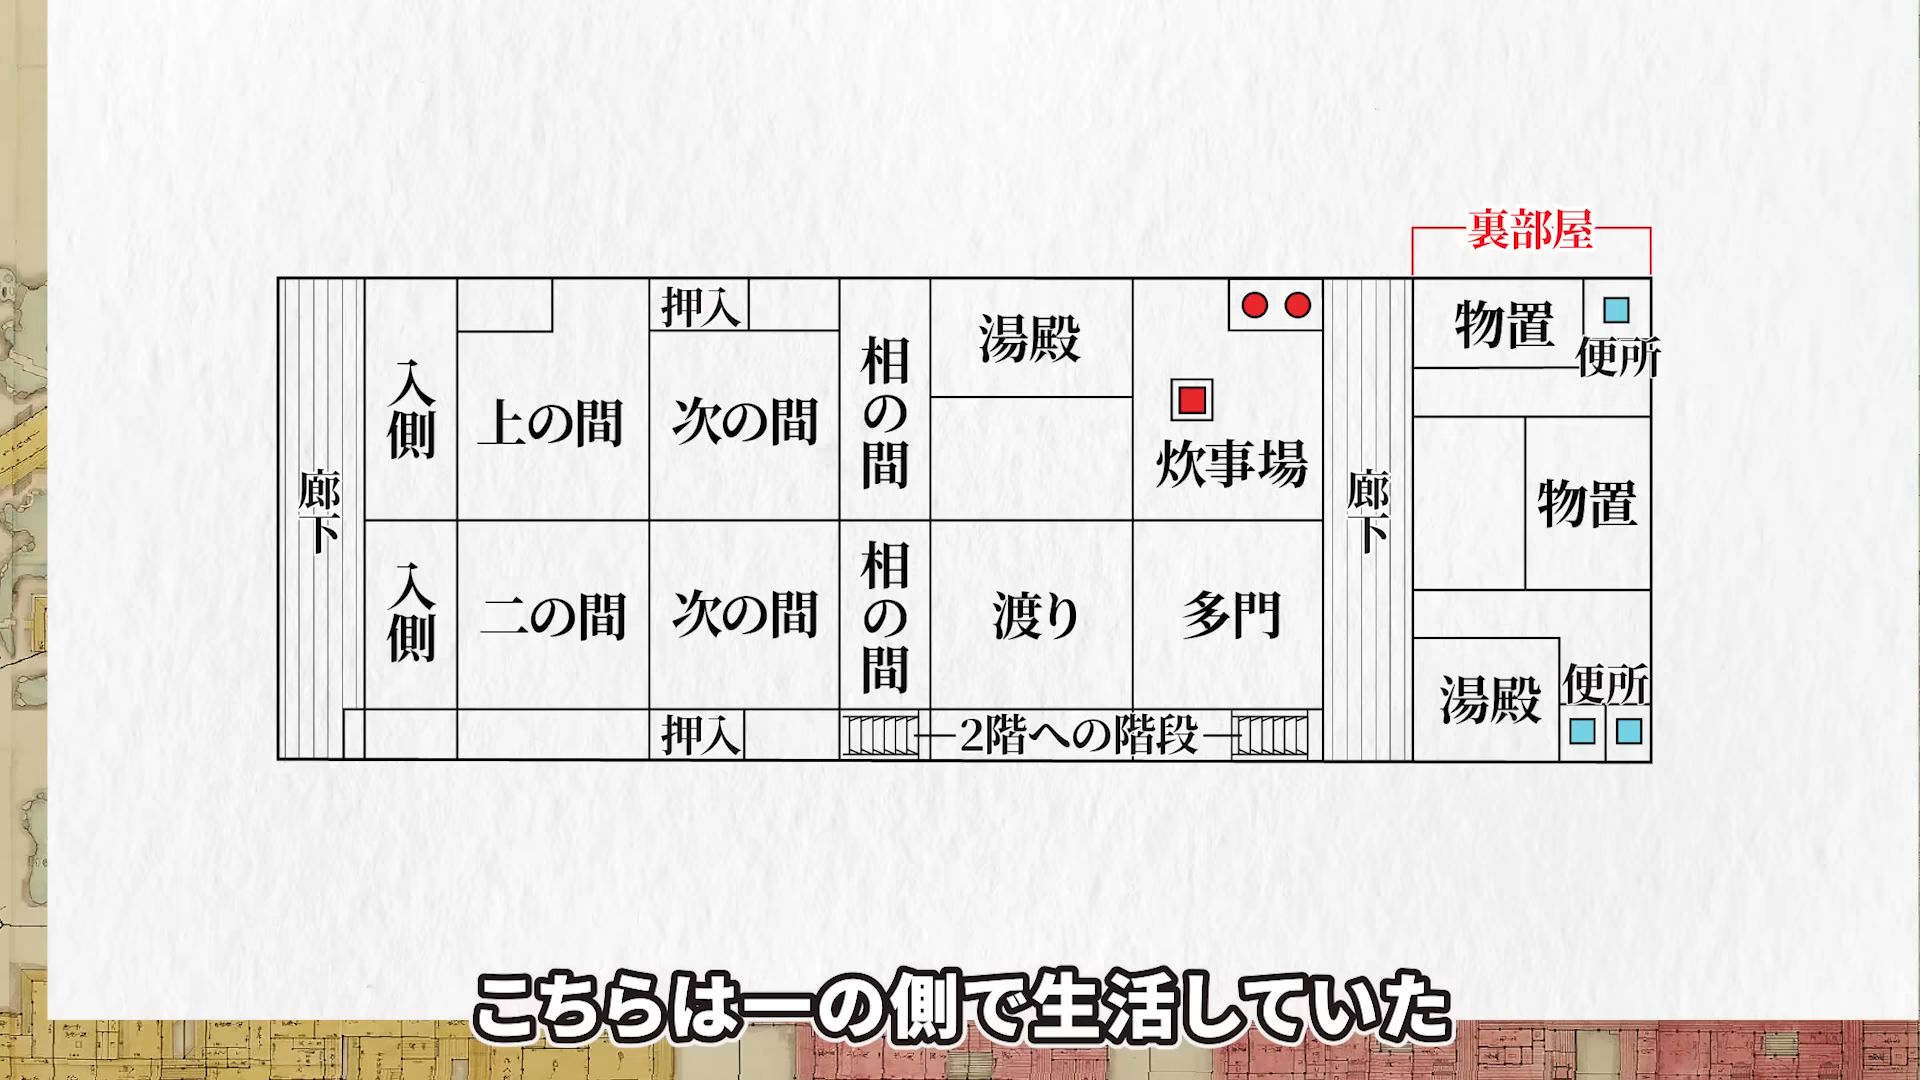 裏部屋
廊下
入側
上の間
押入
次の間
相の間
湯殿
炊事場
廊下
物置
便所
物置
入側
二の間
次の間
相の間
渡り
多門
押入
2階への階段
湯殿
便所
こちらは一の側で生活していた